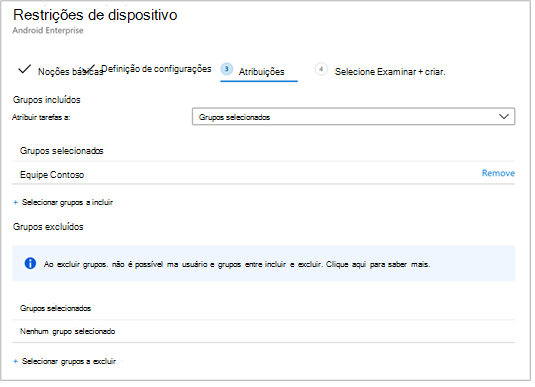 Restrições de dispositivo
Android Enterprise
Noções básicas Definição de configurações 3 Atribuições 4 Selecione Examinar + criar.
Grupos incluídos
Atribuir tarefas a: Grupos selecionados
Grupos selecionados
Equipe Contoso Remove
+ Selecionar grupos a incluir
Grupos excluídos
Ao excluir grupos. não é possível ma usuário e grupos entre incluir e excluir. Clique aqui para saber mais.
Grupos selecionados
Nenhum grupo selecionado
+ Selecionar grupos a excluir